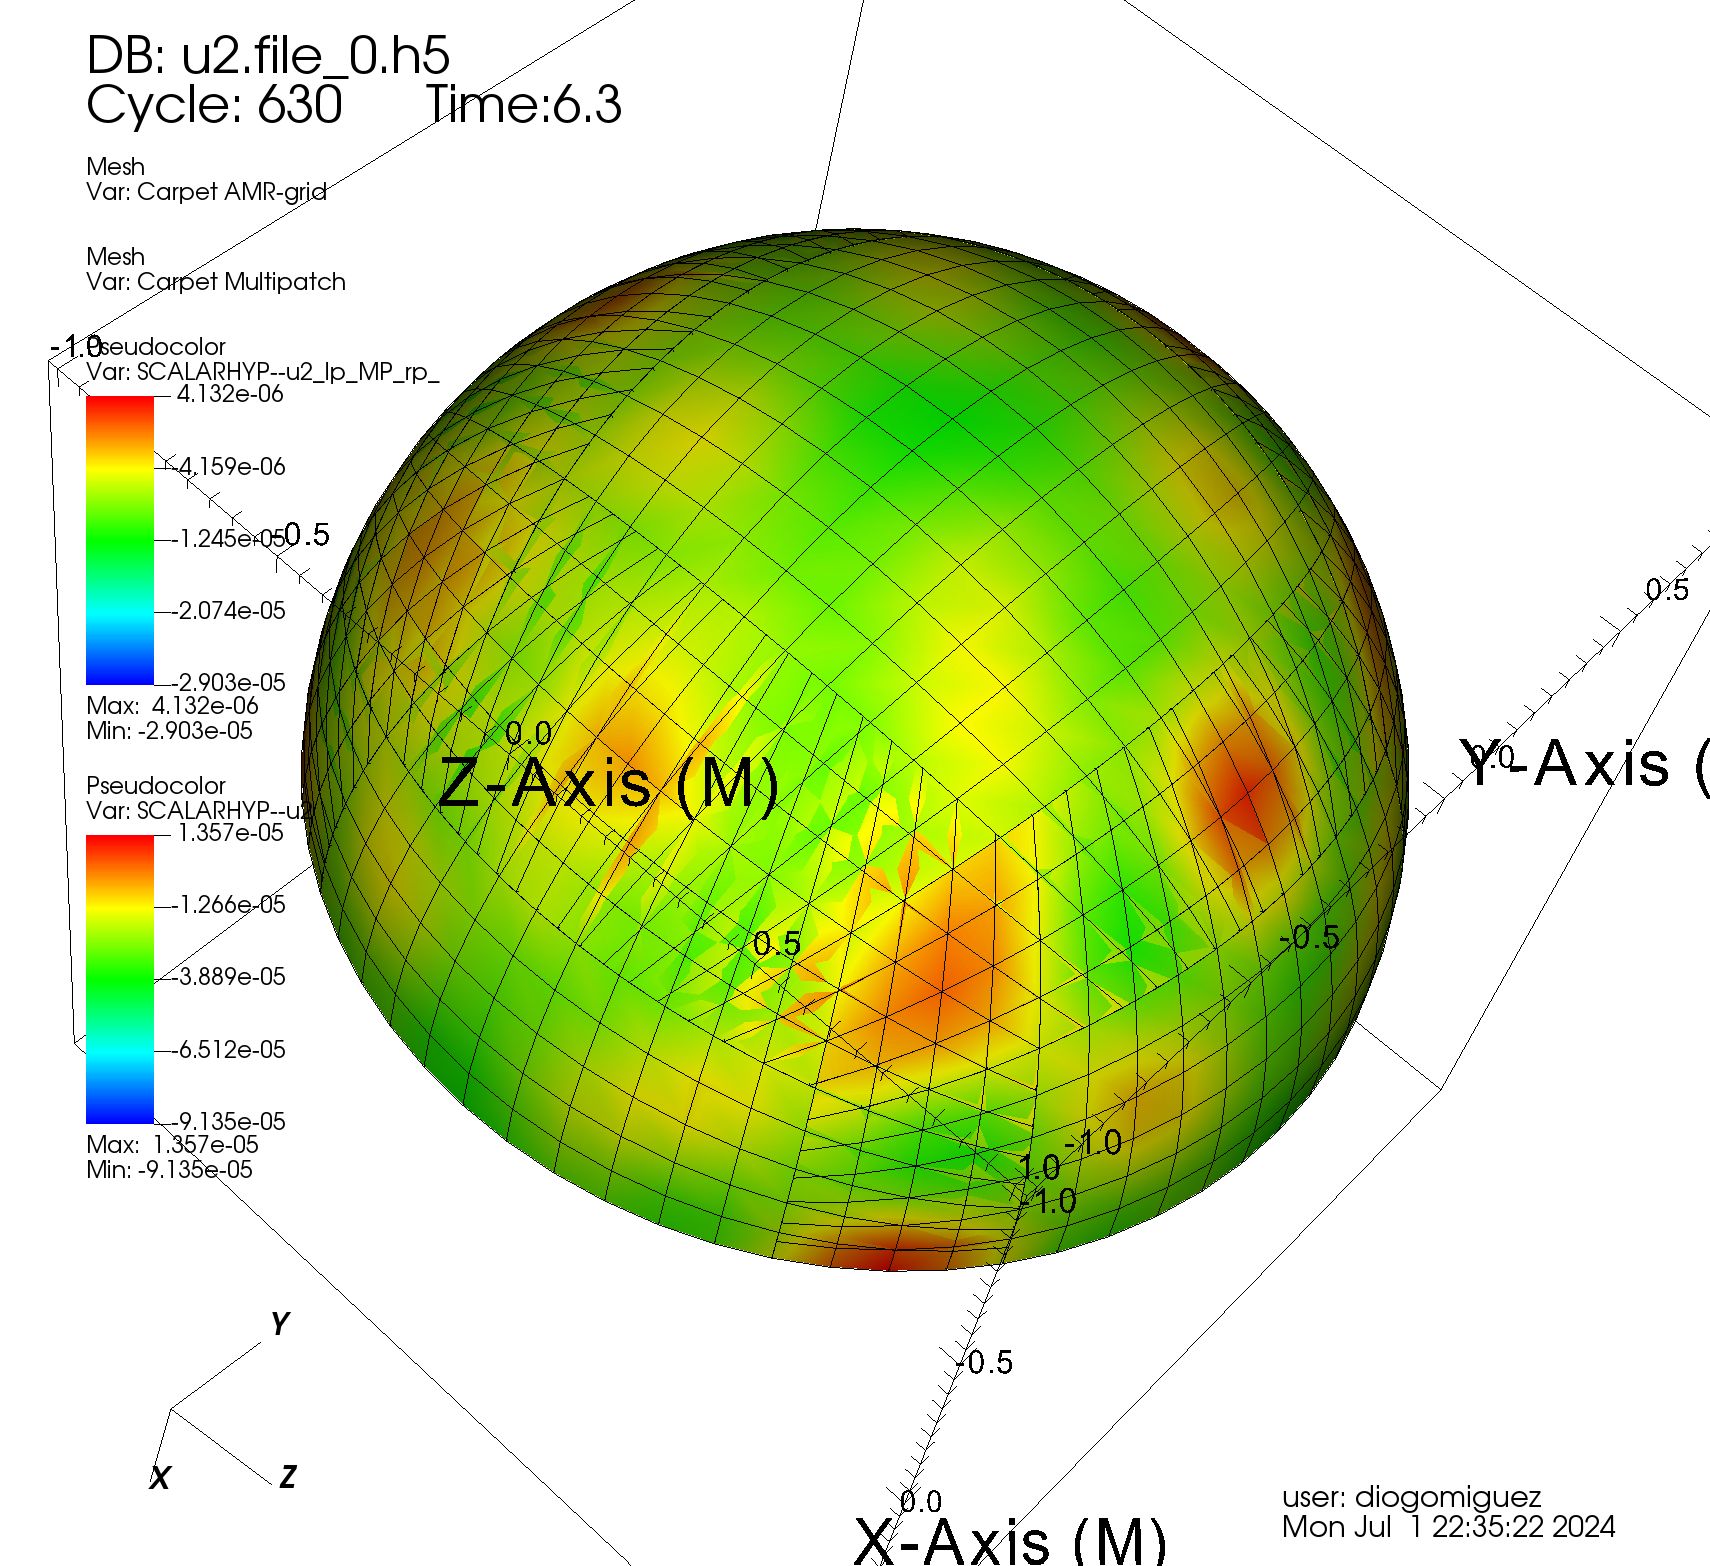 DB: u2.file_0.h5
Cycle: 630 Time:6.3
Mesh
Var: Carpet AMR-grid
Mesh
Var: Carpet Multipatch
-1.0
Pseudocolor
Var: SCALARHYP--u2_lp_MP_rp_
4.132e-06
-4.159e-06
-1.245e-05
-2.074e-05
-2.903e-05
Max: 4.132e-06
Min: -2.903e-05
Pseudocolor
Var: SCALARHYP--u2
1.357e-05
-1.266e-05
-3.889e-05
-6.512e-05
-9.135e-05
Max: 1.357e-05
Min: -9.135e-05
-0.5
0.0
Z-Axis (M)
0.5
1.0
0.5
0.0
Y-Axis (
-0.5
-1.0
-1.0
-0.5
0.0
X-Axis (M)
Y
X
Z
user: diogomiguez
Mon Jul 1 22:35:22 2024